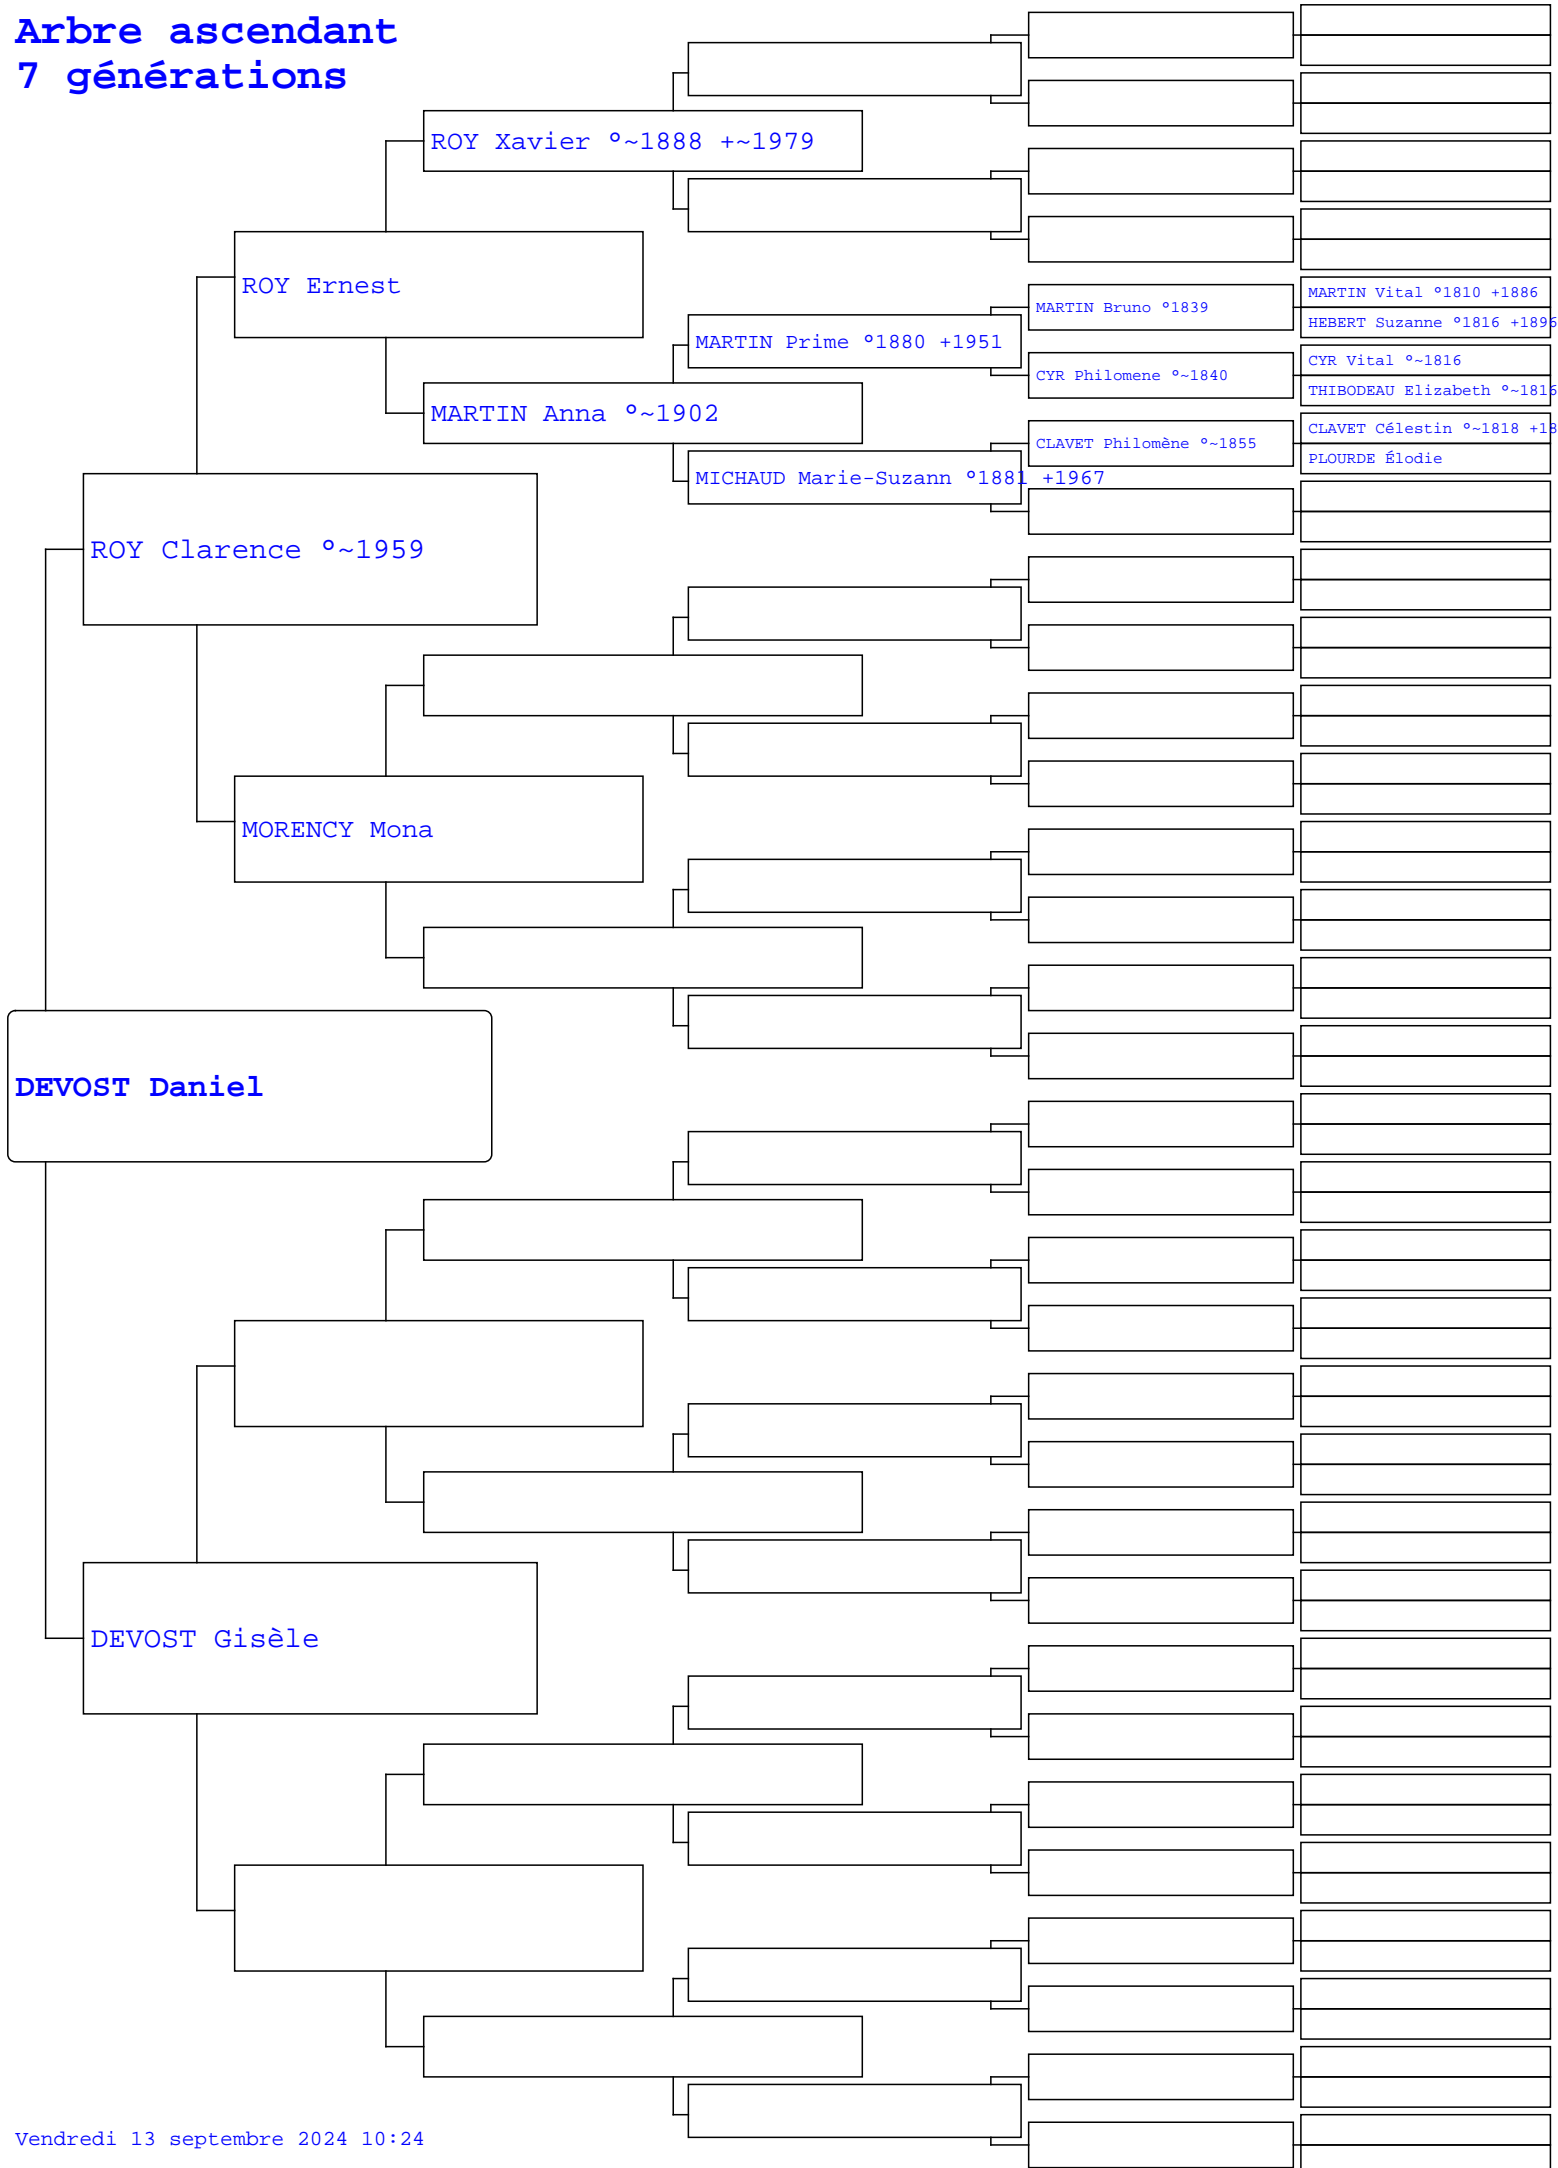 Arbre ascendant
7 générations
ROY Xavier °~1888 +~1979
ROY Ernest
MARTIN Vital °1810 +1886
MARTIN Bruno °1839
HEBERT Suzanne °1816 +1896
MARTIN Prime °1880 +1951
CYR Vital °~1816
CYR Philomene °~1840
THIBODEAU Elizabeth °~1816
MARTIN Anna °~1902
CLAVET Célestin °~1818 +18
CLAVET Philomène °~1855
PLOURDE Élodie
MICHAUD Marie-Suzann °1881 +1967
ROY Clarence °~1959
MORENCY Mona
DEVOST Daniel
DEVOST Gisèle
Vendredi 13 septembre 2024 10:24